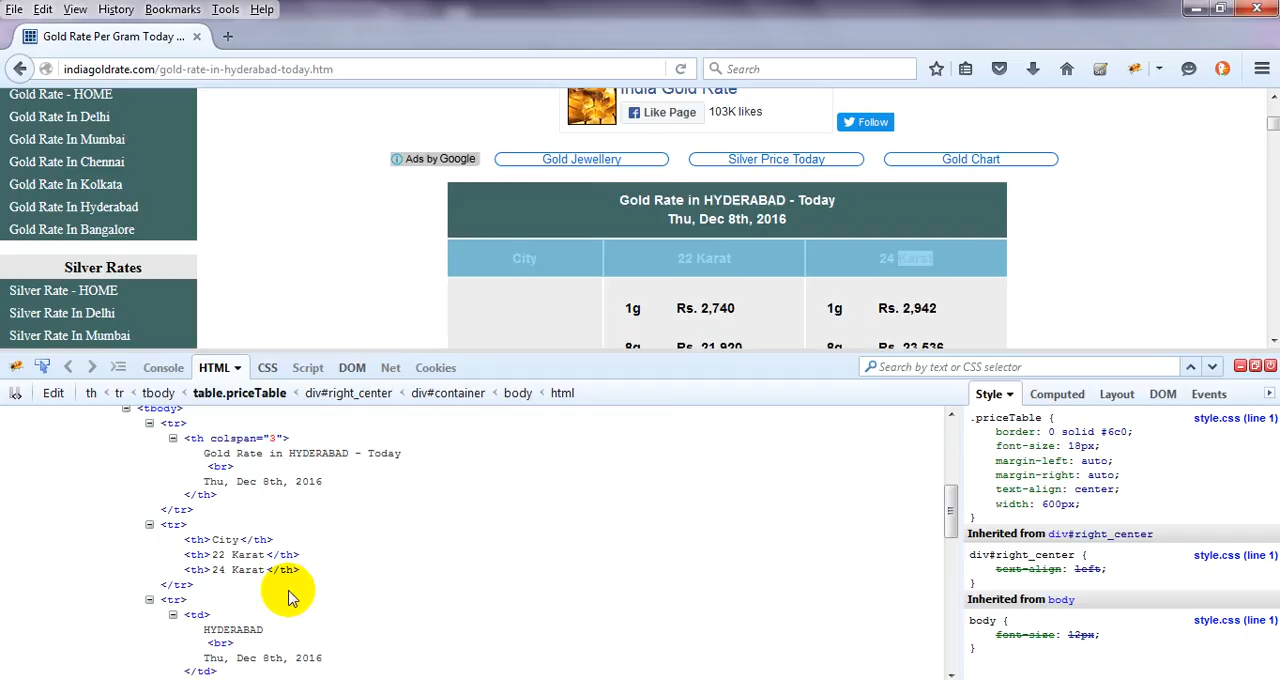 File Edit View History Bookmarks Tools Help
Gold Rate Per Gram Today ... × +
indiagoldrate.com/gold-rate-in-hyderabad-today.htm Search
Gold Rate - HOME
Gold Rate In Delhi
Gold Rate In Mumbai
Gold Rate In Chennai
Gold Rate In Kolkata
Gold Rate In Hyderabad
Gold Rate In Bangalore
Silver Rates
Silver Rate - HOME
Silver Rate In Delhi
Silver Rate In Mumbai
India Gold Rate
Like Page 103K likes
Follow
Ads by Google Gold Jewellery Silver Price Today Gold Chart
Gold Rate in HYDERABAD - Today
Thu, Dec 8th, 2016
City 22 Karat 24 Karat
1g Rs. 2,740 1g Rs. 2,942
8g Rs. 21,920 8g Rs. 23,536
Console HTML CSS Script DOM Net Cookies Search by text or CSS selector
Edit th < tr < tbody < table.priceTable < div#right_center < div#container < body < html
<tbody>
<tr>
<th colspan="3">
Gold Rate in HYDERABAD - Today
<br>
Thu, Dec 8th, 2016
</th>
</tr>
<tr>
<th>City</th>
<th>22 Karat</th>
<th>24 Karat</th>
</tr>
<tr>
<td>
HYDERABAD
<br>
Thu, Dec 8th, 2016
</td>
Style Computed Layout DOM Events
.priceTable { style.css (line 1)
border: 0 solid #6c0;
font-size: 18px;
margin-left: auto;
margin-right: auto;
text-align: center;
width: 600px;
}
Inherited from div#right_center
div#right_center { style.css (line 1)
text-align: left;
}
Inherited from body
body { style.css (line 1)
font-size: 12px;
}